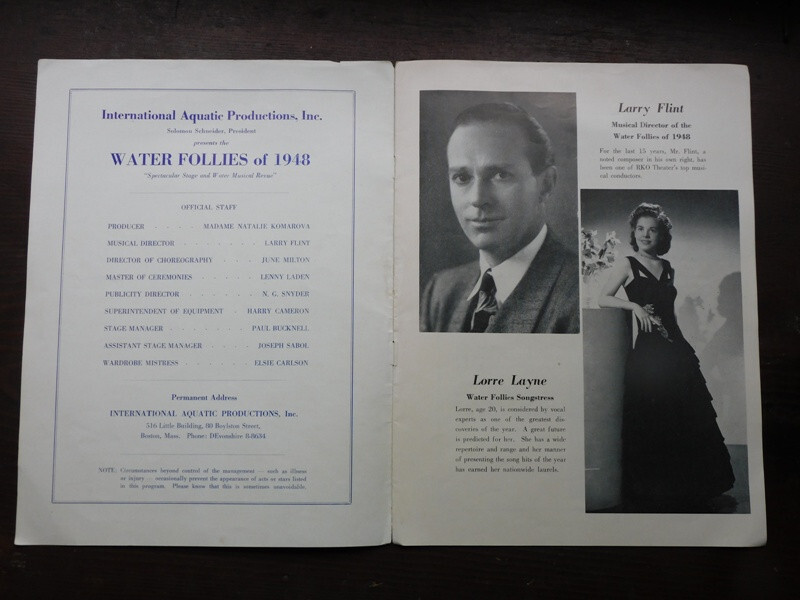 International Aquatic Productions, Inc.
Solomon Schneider, President
presents the
WATER FOLLIES of 1948
"Spectacular Stage and Water Musical Revue"
OFFICIAL STAFF
PRODUCER - - - MADAME NATALIE KOMAROVA
MUSICAL DIRECTOR - - - - - - - LARRY FLINT
DIRECTOR OF CHOREOGRAPHY - - - JUNE MILTON
MASTER OF CEREMONIES - - - - - LENNY LADEN
PUBLICITY DIRECTOR - - - - - - N. G. SNYDER
SUPERINTENDENT OF EQUIPMENT - HARRY CAMERON
STAGE MANAGER - - - - - - - PAUL BUCKNELL
ASSISTANT STAGE MANAGER - - - - JOSEPH SABOL
WARDROBE MISTRESS - - - - - - ELSIE CARLSON
Permanent Address
INTERNATIONAL AQUATIC PRODUCTIONS, Inc.
516 Little Building, 80 Boylston Street,
Boston, Mass. Phone: DEvonshire 8-8634
NOTE: Circumstances beyond control of the management — such as illness
or injury — occasionally prevent the appearance of acts or stars listed
in this program. Please know that this is sometimes unavoidable.
Larry Flint
Musical Director of the
Water Follies of 1948
For the last 15 years, Mr. Flint, a
noted composer in his own right, has
been one of RKO Theater's top musi-
cal conductors.
Lorre Layne
Water Follies Songstress
Lorre, age 20, is considered by vocal
experts as one of the greatest dis-
coveries of the year. A great future
is predicted for her. She has a wide
repertoire and range and her manner
of presenting the song hits of the year
has earned her nationwide laurels.